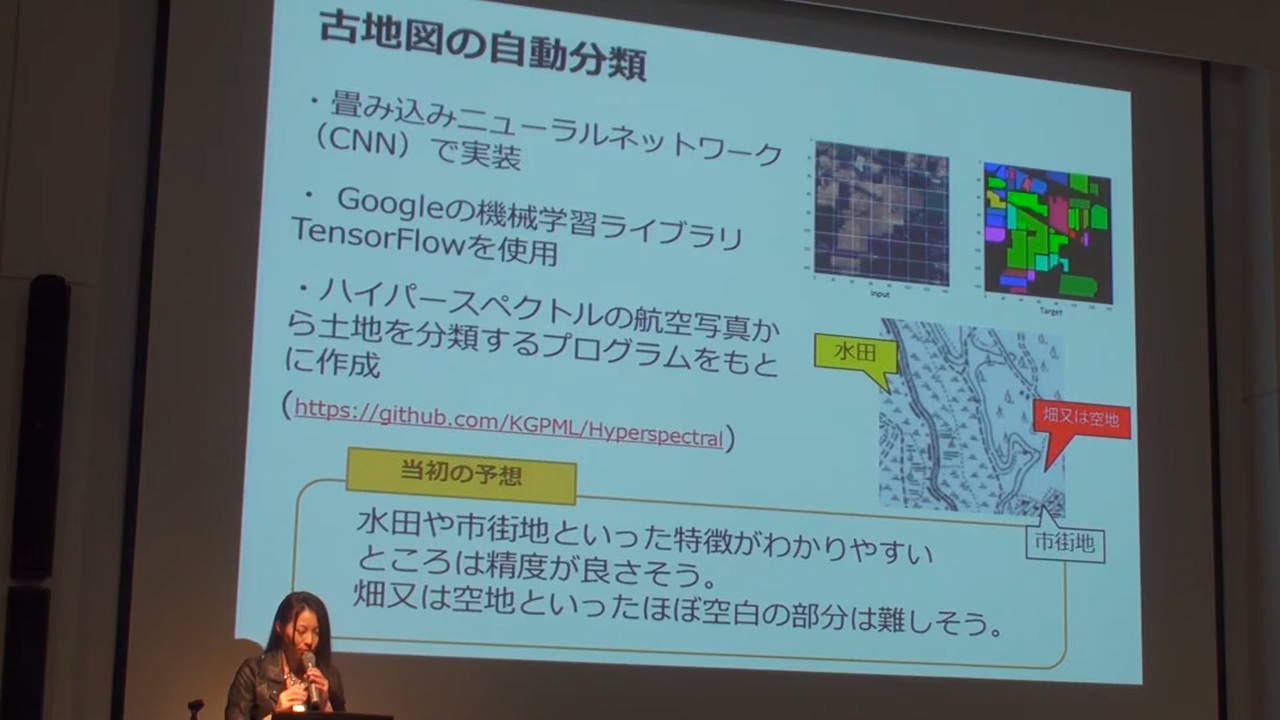 古地図の自動分類
・畳み込みニューラルネットワーク
（CNN）で実装
・ Googleの機械学習ライブラリ
TensorFlowを使用
・ハイパースペクトルの航空写真か
ら土地を分類するプログラムをもと
に作成
(https://github.com/KGPML/Hyperspectral)
Input
Target
水田
畑又は空地
市街地
当初の予想
水田や市街地といった特徴がわかりやすい
ところは精度が良さそう。
畑又は空地といったほぼ空白の部分は難しそう。